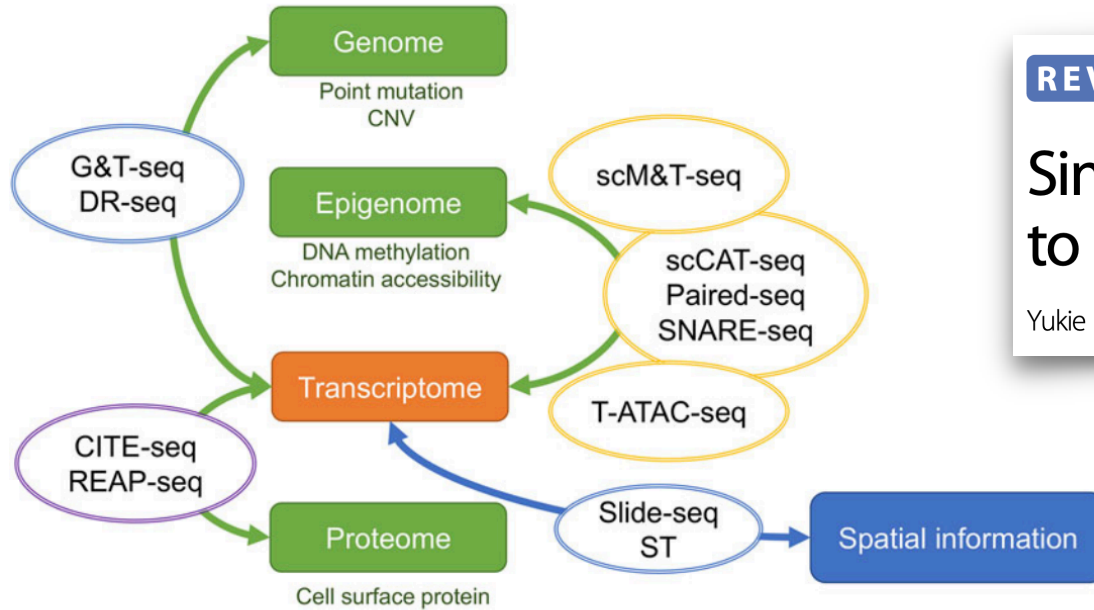 Genome
Point mutation
CNV
G&T-seq
DR-seq
Epigenome
DNA methylation
Chromatin accessibility
scM&T-seq
scCAT-seq
Paired-seq
SNARE-seq
T-ATAC-seq
Transcriptome
CITE-seq
REAP-seq
Proteome
Cell surface protein
Slide-seq
ST
Spatial information
REV
Sin
to
Yukie